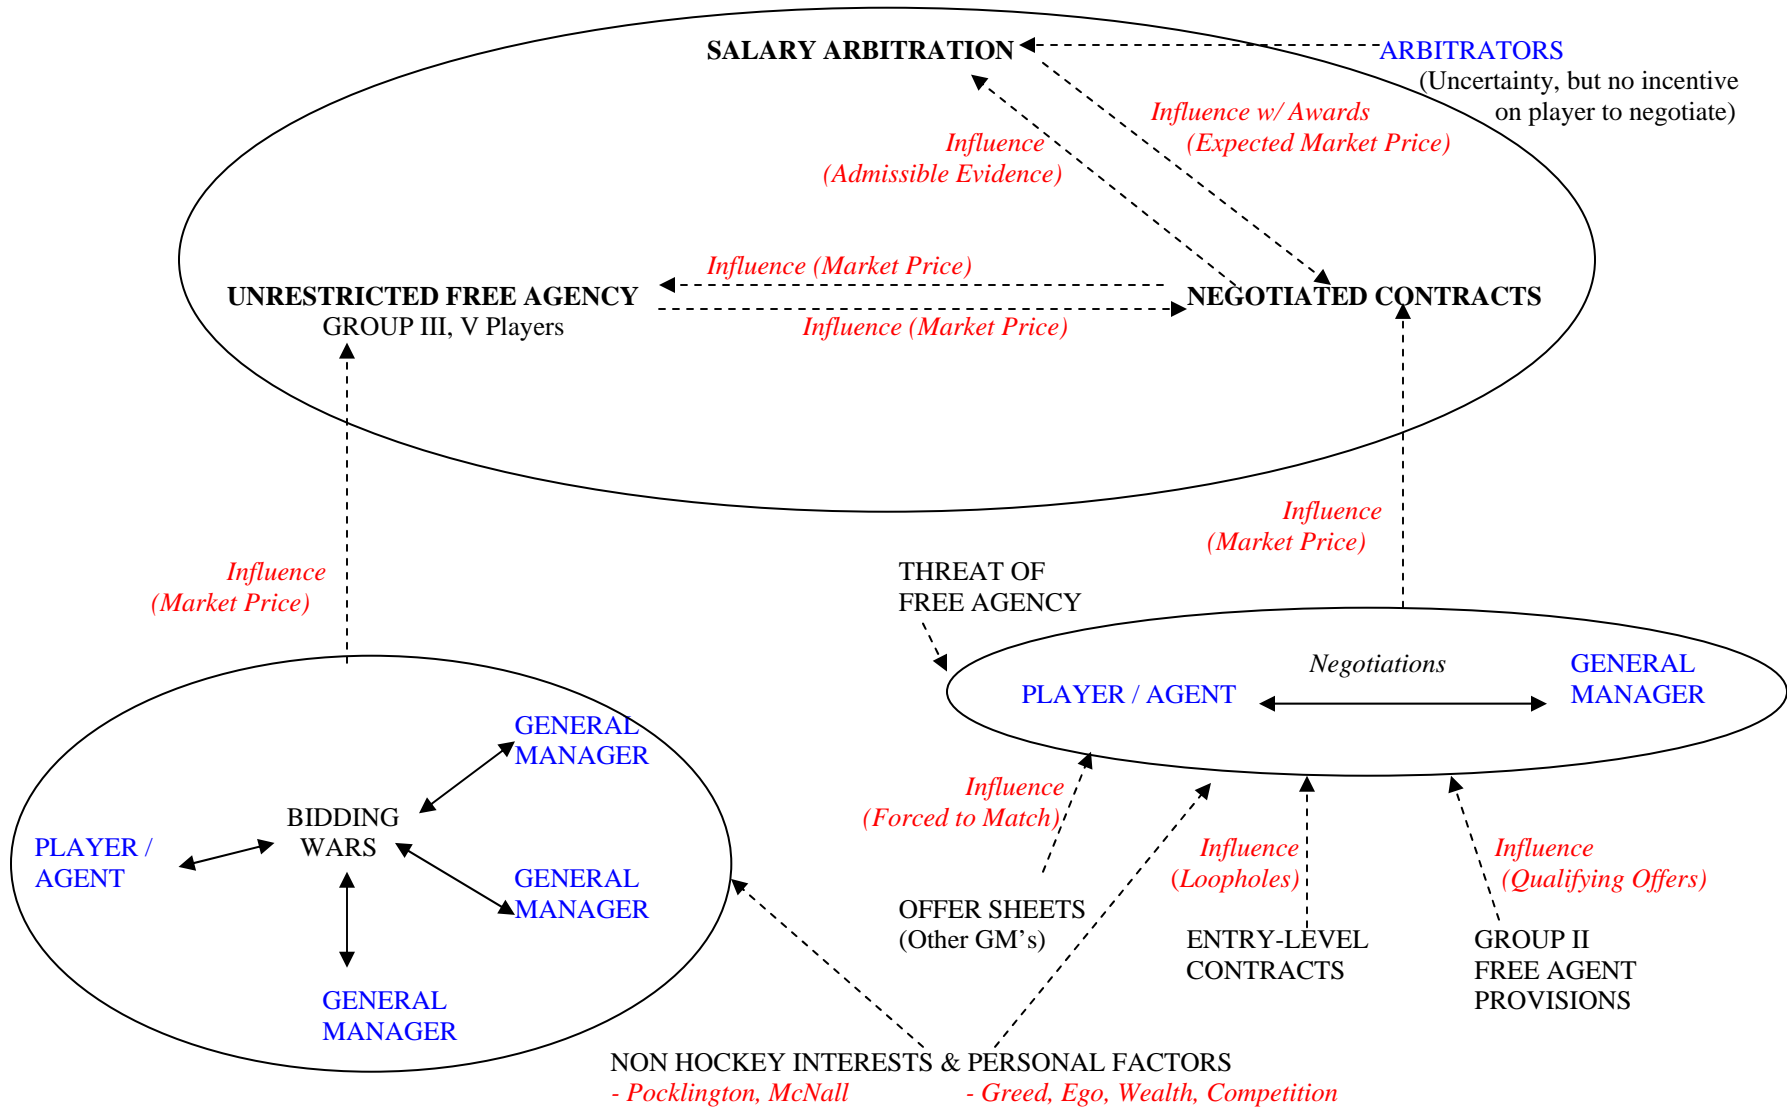 SALARY ARBITRATION
ARBITRATORS
(Uncertainty, but no incentive
on player to negotiate)
Influence w/ Awards
(Expected Market Price)
Influence
(Admissible Evidence)
Influence (Market Price)
UNRESTRICTED FREE AGENCY
GROUP III, V Players
NEGOTIATED CONTRACTS
Influence (Market Price)
Influence
(Market Price)
Influence
(Market Price)
THREAT OF
FREE AGENCY
Negotiations
PLAYER / AGENT
GENERAL
MANAGER
GENERAL
MANAGER
BIDDING
WARS
PLAYER /
AGENT
GENERAL
MANAGER
GENERAL
MANAGER
Influence
(Forced to Match)
Influence
(Loopholes)
Influence
(Qualifying Offers)
OFFER SHEETS
(Other GM’s)
ENTRY-LEVEL
CONTRACTS
GROUP II
FREE AGENT
PROVISIONS
NON HOCKEY INTERESTS & PERSONAL FACTORS
- Pocklington, McNall
- Greed, Ego, Wealth, Competition